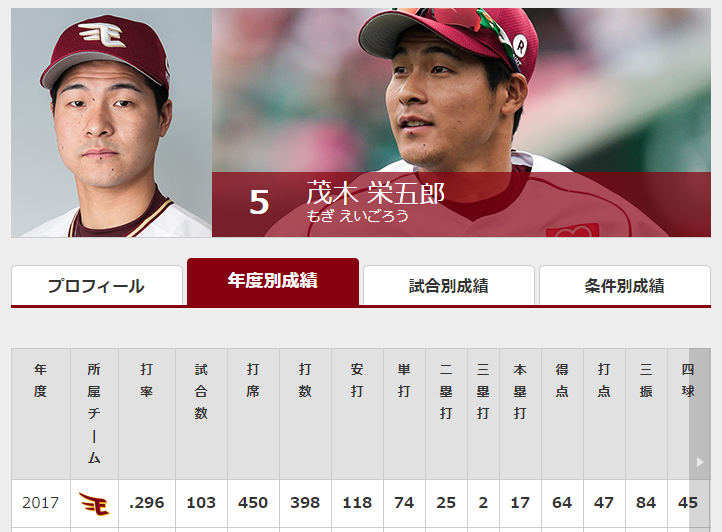 5 茂木 栄五郎
もぎ えいごろう
プロフィール 年度別成績 試合別成績 条件別成績
年度 所属チーム 打率 試合数 打席 打数 安打 単打 二塁打 三塁打 本塁打 得点 打点 三振 四球
2017 E .296 103 450 398 118 74 25 2 17 64 47 84 45